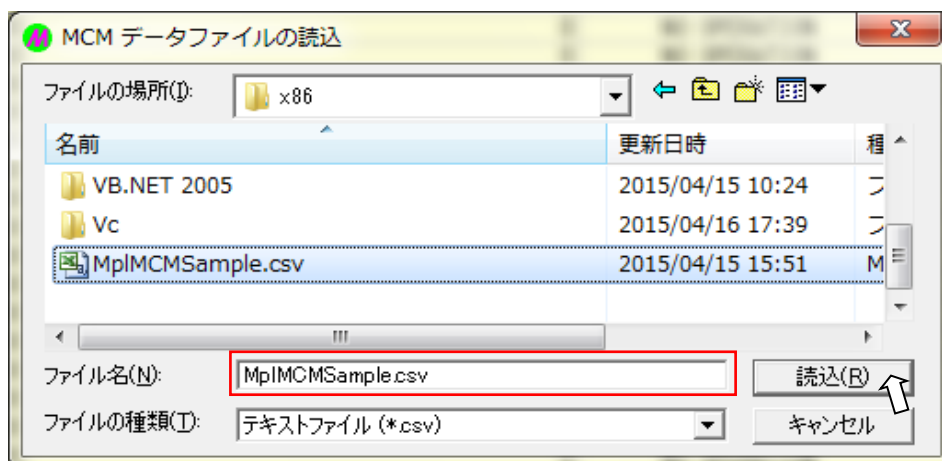 MCM データファイルの読込
ファイルの場所(I):
x86
名前
更新日時
種
VB.NET 2005
2015/04/15 10:24
フ
Vc
2015/04/16 17:39
フ
MplMCMSample.csv
2015/04/15 15:51
M
ファイル名(N):
MplMCMSample.csv
読込(R)
ファイルの種類(T):
テキストファイル (*.csv)
キャンセル